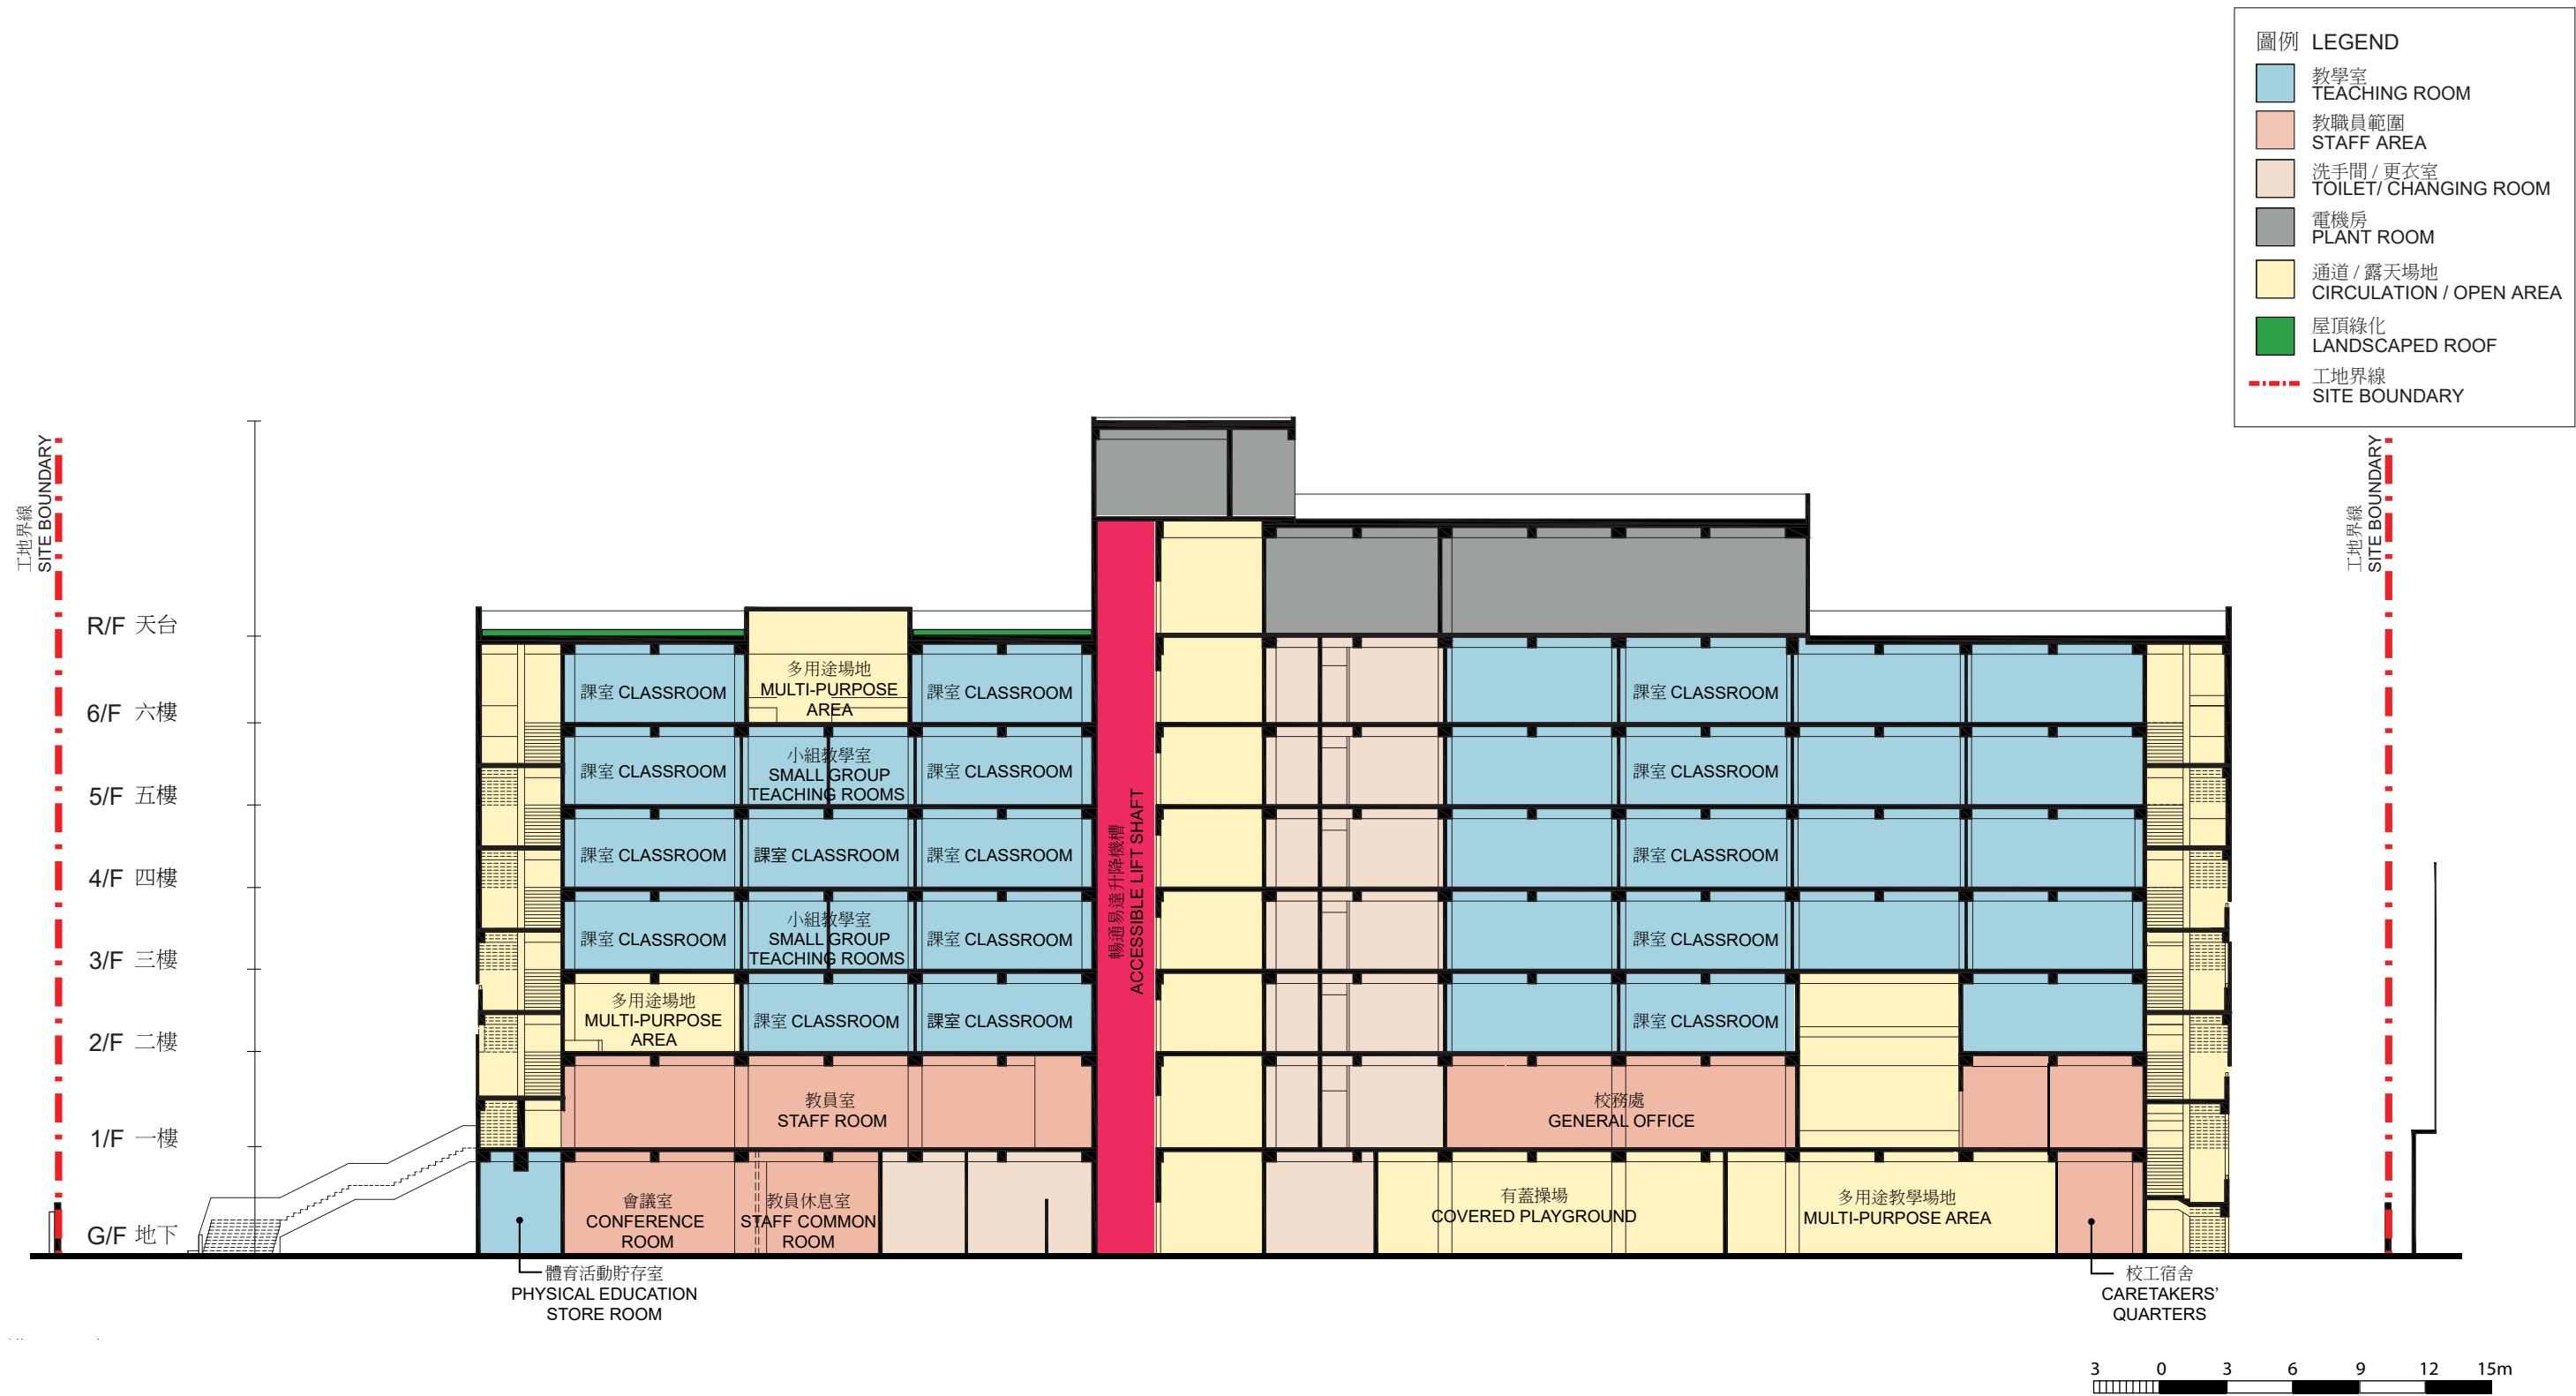 圖例 LEGEND
教學室
TEACHING ROOM
教職員範圍
STAFF AREA
洗手間 / 更衣室
TOILET/ CHANGING ROOM
電機房
PLANT ROOM
通道 / 露天場地
CIRCULATION / OPEN AREA
屋頂綠化
LANDSCAPED ROOF
工地界線
SITE BOUNDARY
工地界線
SITE BOUNDARY
工地界線
SITE BOUNDARY
R/F 天台
6/F 六樓
5/F 五樓
4/F 四樓
3/F 三樓
2/F 二樓
1/F 一樓
G/F 地下
課室 CLASSROOM
多用途場地
MULTI-PURPOSE
AREA
課室 CLASSROOM
課室 CLASSROOM
課室 CLASSROOM
小組教學室
SMALL GROUP
TEACHING ROOMS
課室 CLASSROOM
課室 CLASSROOM
課室 CLASSROOM
課室 CLASSROOM
課室 CLASSROOM
課室 CLASSROOM
課室 CLASSROOM
小組教學室
SMALL GROUP
TEACHING ROOMS
課室 CLASSROOM
課室 CLASSROOM
多用途場地
MULTI-PURPOSE
AREA
課室 CLASSROOM
課室 CLASSROOM
課室 CLASSROOM
暢通易達升降機槽
ACCESSIBLE LIFT SHAFT
教員室
STAFF ROOM
校務處
GENERAL OFFICE
會議室
CONFERENCE
ROOM
教員休息室
STAFF COMMON
ROOM
有蓋操場
COVERED PLAYGROUND
多用途教學場地
MULTI-PURPOSE AREA
體育活動貯存室
PHYSICAL EDUCATION
STORE ROOM
校工宿舍
CARETAKERS'
QUARTERS
3 0 3 6 9 12 15m